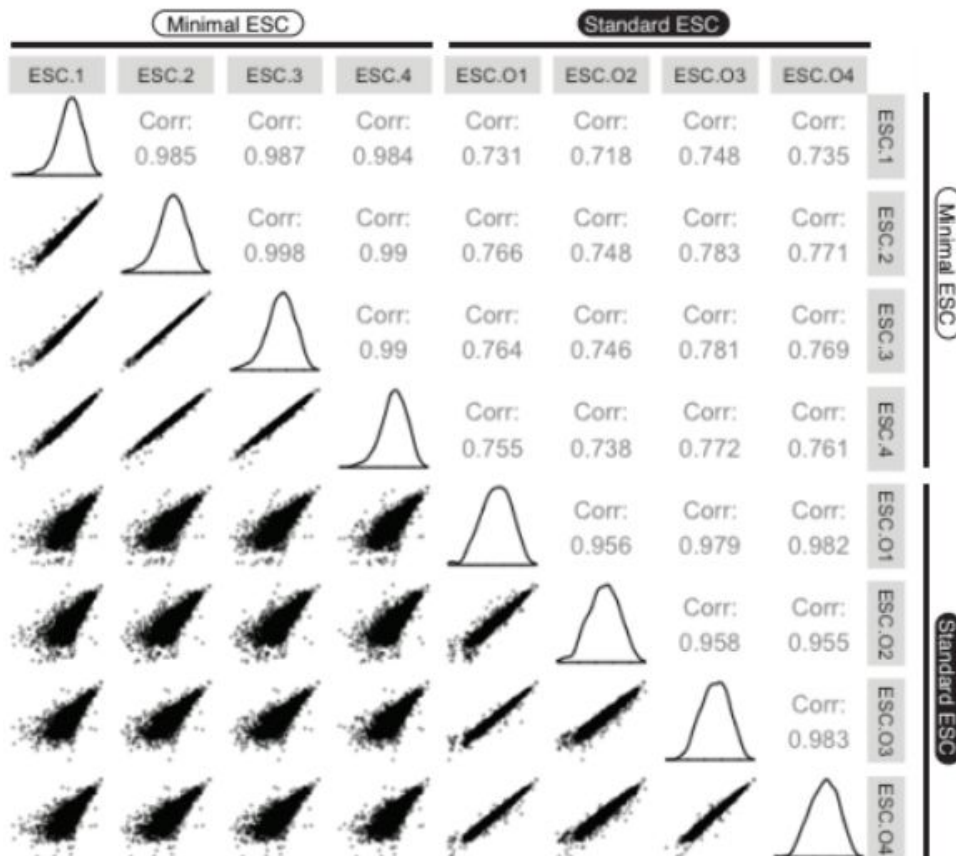 Minimal ESC Standard ESC
ESC.1 ESC.2 ESC.3 ESC.4 ESC.O1 ESC.O2 ESC.O3 ESC.O4
Corr: Corr: Corr: Corr: Corr: Corr: Corr:
0.985 0.987 0.984 0.731 0.718 0.748 0.735
ESC.1
Corr: Corr: Corr: Corr: Corr: Corr:
0.998 0.99 0.766 0.748 0.783 0.771
ESC.2
Corr: Corr: Corr: Corr: Corr:
0.99 0.764 0.746 0.781 0.769
ESC.3
Corr: Corr: Corr: Corr:
0.755 0.738 0.772 0.761
ESC.4
Minimal ESC
Corr: Corr: Corr:
0.956 0.979 0.982
ESC.O1
Corr: Corr:
0.958 0.955
ESC.O2
Corr:
0.983
ESC.O3
ESC.O4
Standard ESC